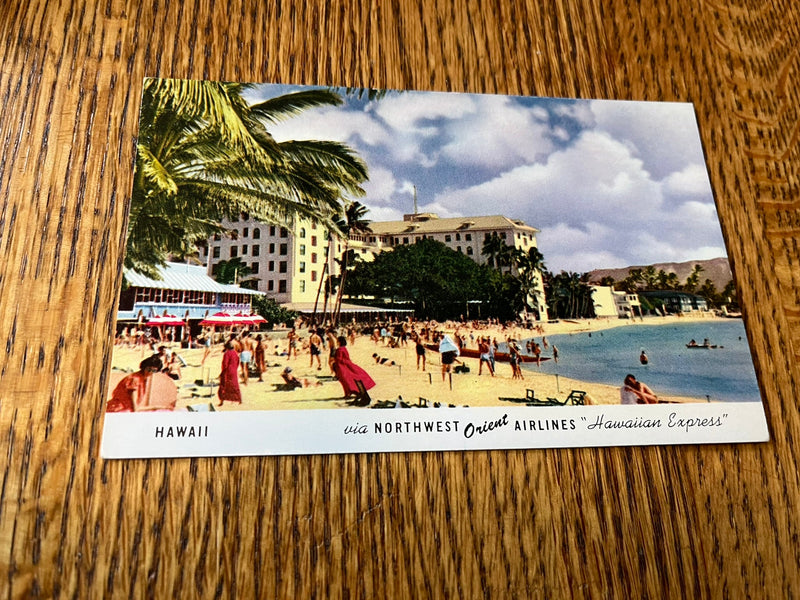 HAWAII via NORTHWEST Orient AIRLINES "Hawaiian Express"